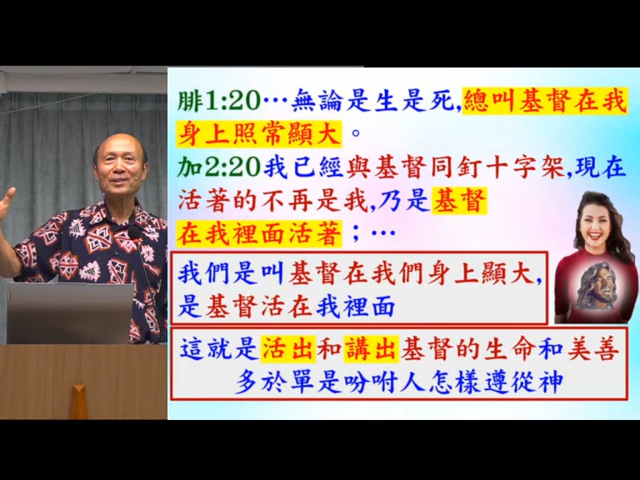 腓1:20…無論是生是死,總叫基督在我
身上照常顯大。
加2:20我已經與基督同釘十字架,現在
活著的不再是我,乃是基督
在我裡面活著；…
我們是叫基督在我們身上顯大,
是基督活在我裡面
這就是活出和講出基督的生命和美善
多於單是吩咐人怎樣遵從神